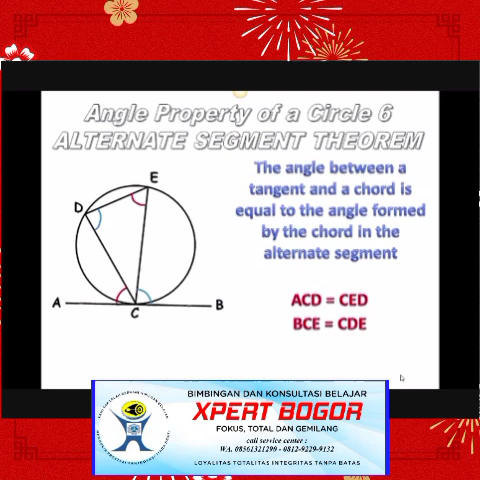 Angle Property of a Circle 6
ALTERNATE SEGMENT THEOREM
The angle between a
tangent and a chord is
equal to the angle formed
by the chord in the
alternate segment
E
D
A
C
B
ACD = CED
BCE = CDE
BIMBINGAN DAN KONSULTASI BELAJAR
XPERT BOGOR
FOKUS, TOTAL DAN GEMILANG
call service center :
WA. 08561321290 - 0812-9229-9132
LOYALITAS TOTALITAS INTEGRITAS TANPA BATAS